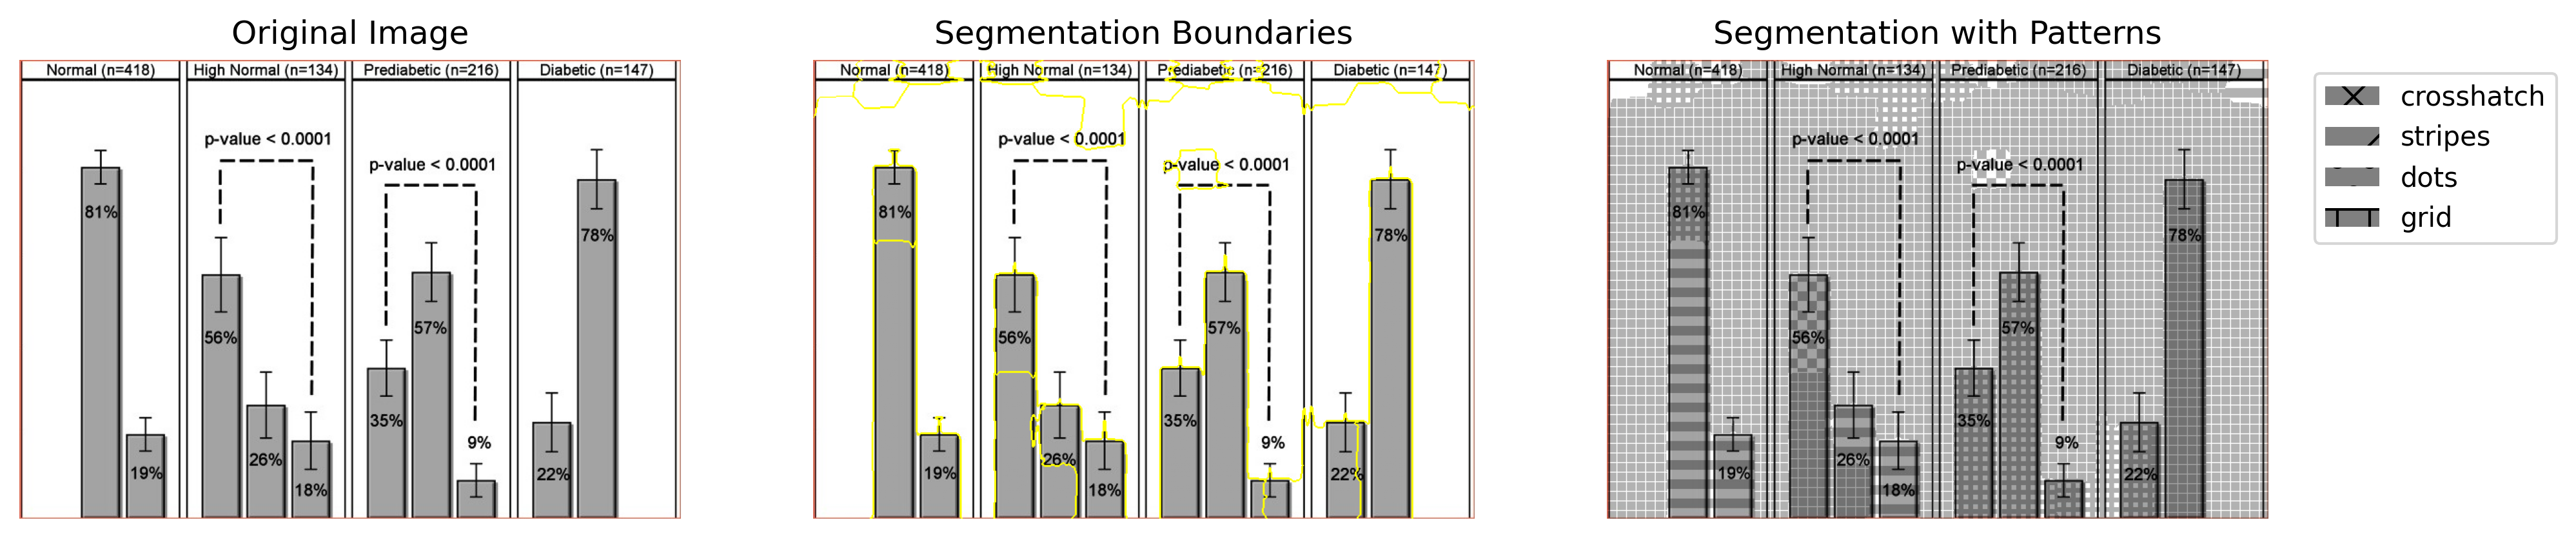 Original Image
Normal (n=418) High Normal (n=134) Prediabetic (n=216) Diabetic (n=147)
p-value < 0.0001
p-value < 0.0001
81%
78%
56%
57%
35%
9%
26%
19%
22%
18%
Segmentation Boundaries
Normal (n=418) High Normal (n=134) Prediabetic (n=216) Diabetic (n=147)
p-value < 0.0001
p-value < 0.0001
81%
78%
56%
57%
35%
9%
26%
19%
22%
18%
Segmentation with Patterns
Normal (n=418) High Normal (n=134) Prediabetic (n=216) Diabetic (n=147)
p-value < 0.0001
p-value < 0.0001
81%
78%
56%
57%
35%
9%
26%
19%
22%
18%
crosshatch
stripes
dots
grid